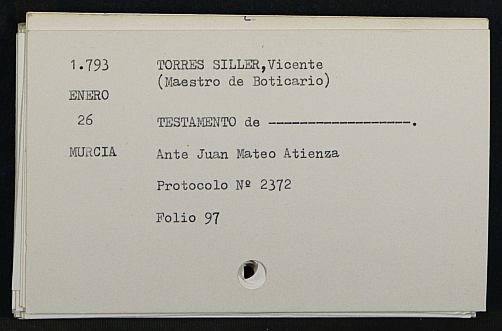 1.793 TORRES SILLER,Vicente
(Maestro de Boticario)
ENERO
26 TESTAMENTO de ------------------.
MURCIA Ante Juan Mateo Atienza
Protocolo Nº 2372
Folio 97